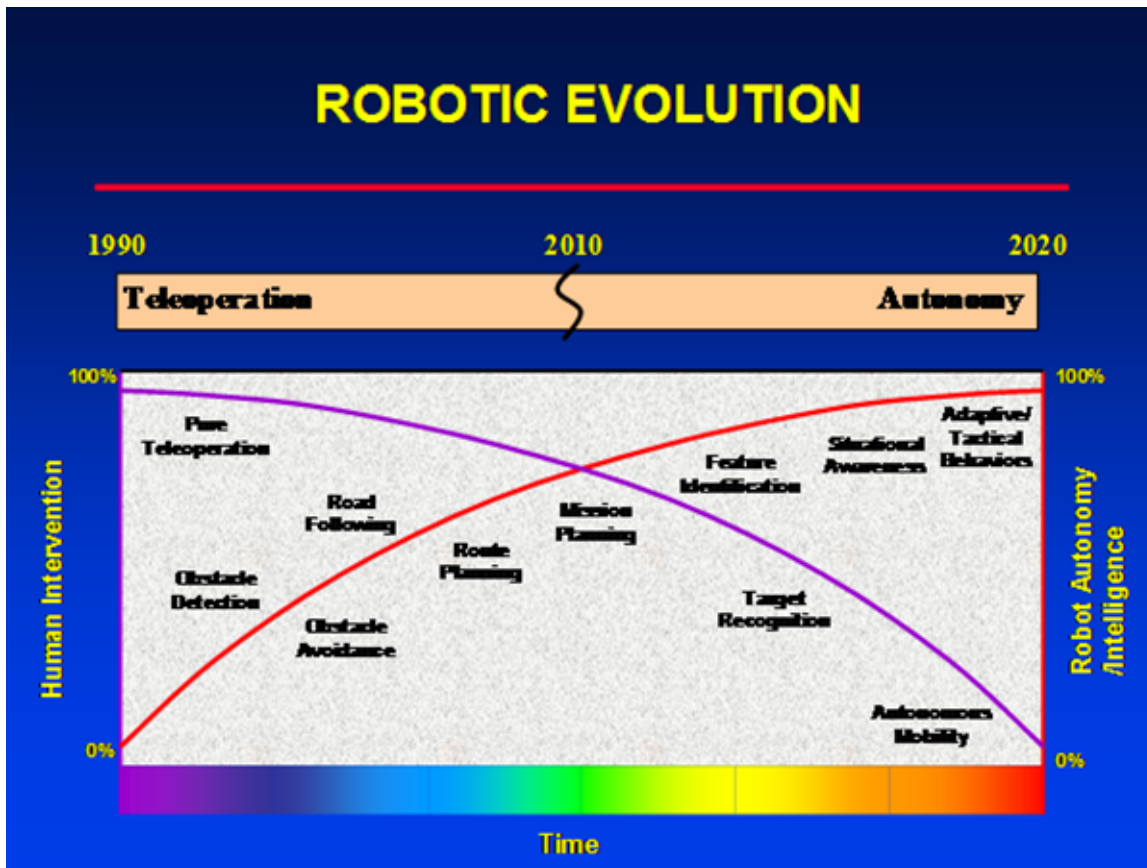 ROBOTIC EVOLUTION
1990
2010
2020
Teleoperation
Autonomy
100%
100%
Pure
Teleoperation
Adaptive/
Tactical
Behaviors
Situational
Awareness
Feature
Identification
Road
Following
Mission
Planning
Route
Planning
Obstacle
Detection
Target
Recognition
Obstacle
Avoidance
Autonomous
Mobility
Human Intervention
Robot Autonomy
/Intelligence
0%
0%
Time